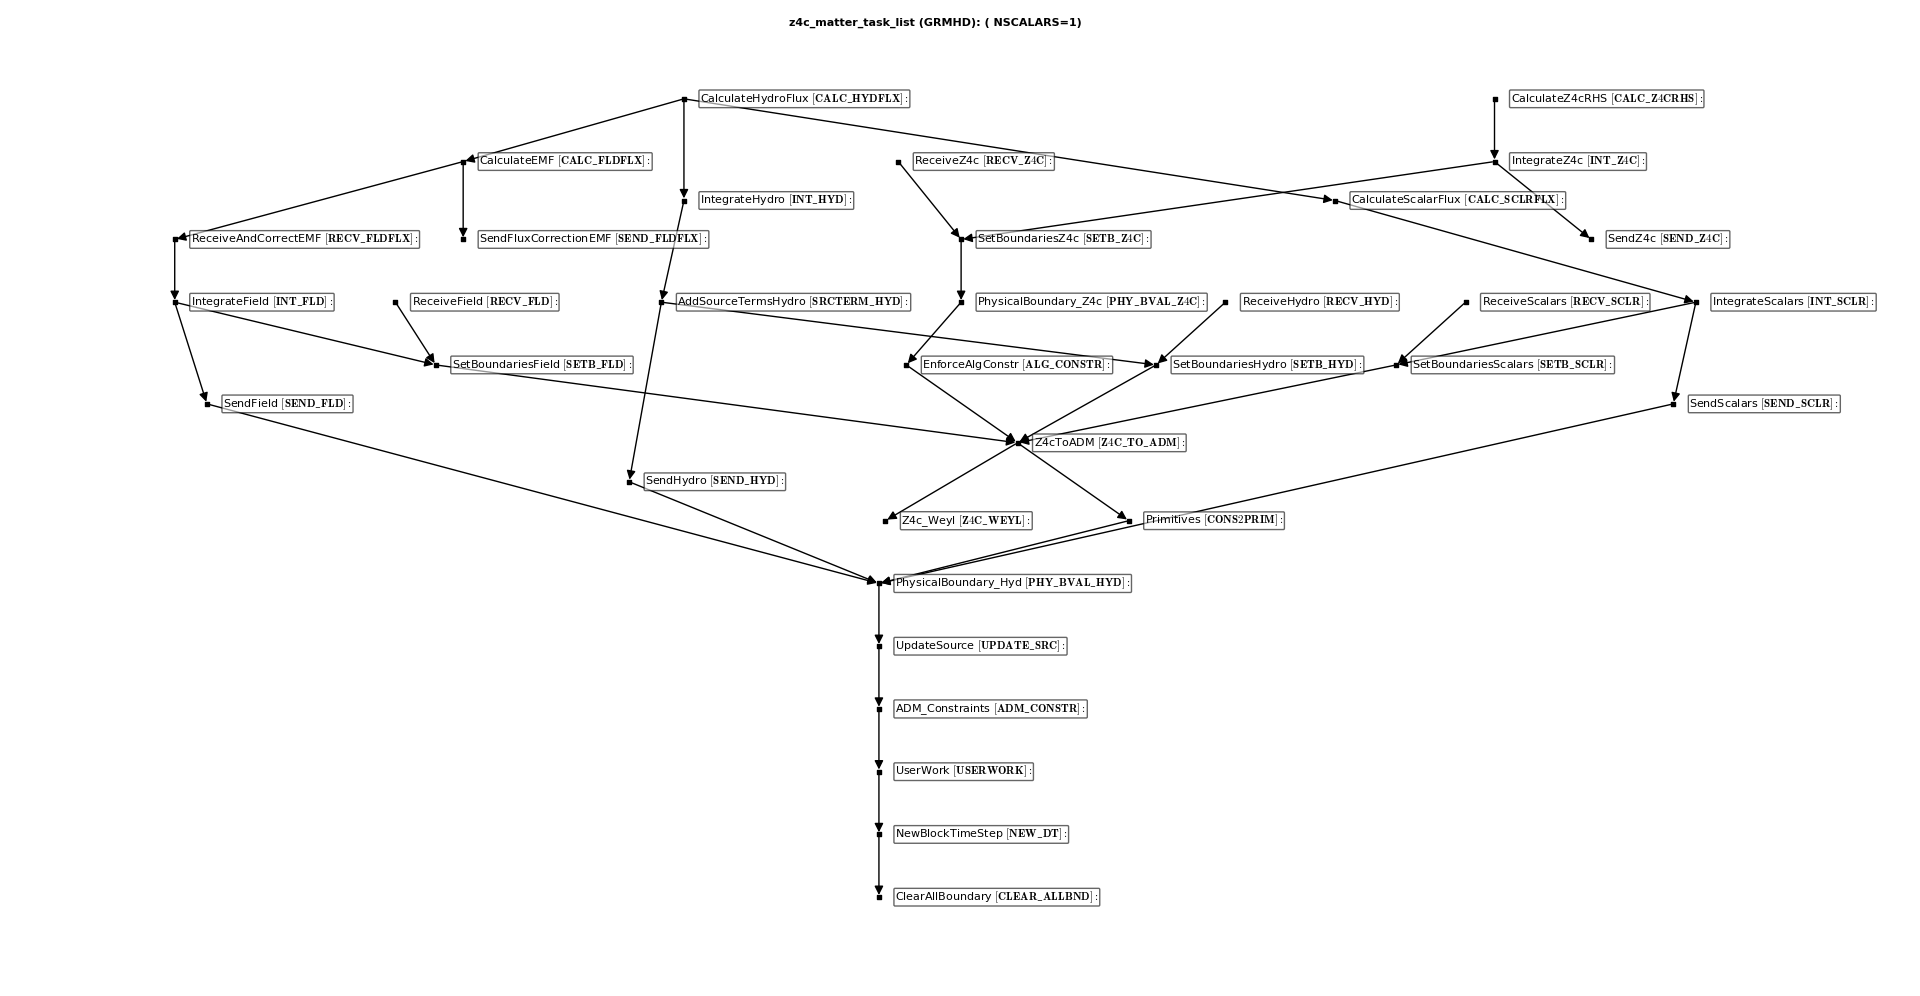 z4c_matter_task_list (GRMHD): ( NSCALARS=1)
CalculateHydroFlux [CALC_HYDFLX]:
CalculateZ4cRHS [CALC_Z4CRHS]:
CalculateEMF [CALC_FLDFLX]:
ReceiveZ4c [RECV_Z4C]:
IntegrateZ4c [INT_Z4C]:
IntegrateHydro [INT_HYD]:
CalculateScalarFlux [CALC_SCLRFLX]:
ReceiveAndCorrectEMF [RECV_FLDFLX]:
SendFluxCorrectionEMF [SEND_FLDFLX]:
SetBoundariesZ4c [SETB_Z4C]:
SendZ4c [SEND_Z4C]:
IntegrateField [INT_FLD]:
ReceiveField [RECV_FLD]:
AddSourceTermsHydro [SRCTERM_HYD]:
PhysicalBoundary_Z4c [PHY_BVAL_Z4C]:
ReceiveHydro [RECV_HYD]:
ReceiveScalars [RECV_SCLR]:
IntegrateScalars [INT_SCLR]:
SetBoundariesField [SETB_FLD]:
EnforceAlgConstr [ALG_CONSTR]:
SetBoundariesHydro [SETB_HYD]:
SetBoundariesScalars [SETB_SCLR]:
SendField [SEND_FLD]:
SendScalars [SEND_SCLR]:
Z4cToADM [Z4C_TO_ADM]:
SendHydro [SEND_HYD]:
Z4c_Weyl [Z4C_WEYL]:
Primitives [CONS2PRIM]:
PhysicalBoundary_Hyd [PHY_BVAL_HYD]:
UpdateSource [UPDATE_SRC]:
ADM_Constraints [ADM_CONSTR]:
UserWork [USERWORK]:
NewBlockTimeStep [NEW_DT]:
ClearAllBoundary [CLEAR_ALLBND]: